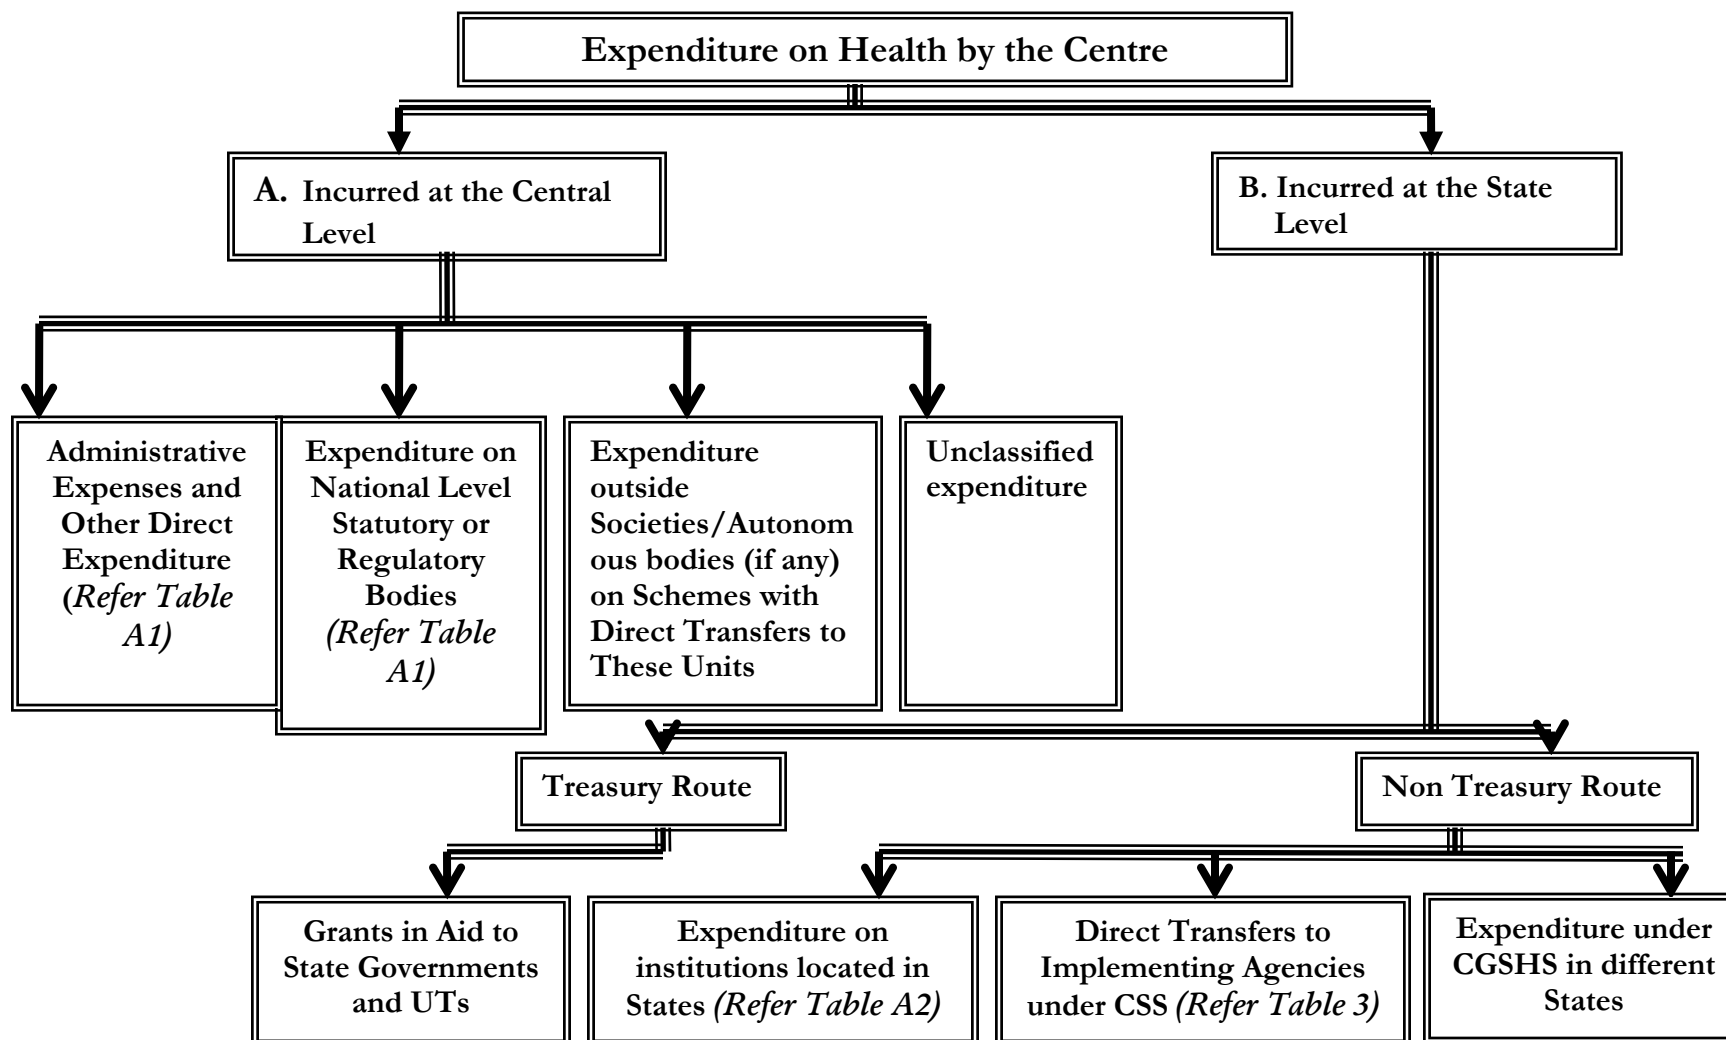 Expenditure on Health by the Centre
A. Incurred at the Central
Level
B. Incurred at the State
Level
Administrative
Expenses and
Other Direct
Expenditure
(Refer Table
A1)
Expenditure on
National Level
Statutory or
Regulatory
Bodies
(Refer Table
A1)
Expenditure
outside
Societies/Autonom
ous bodies (if any)
on Schemes with
Direct Transfers to
These Units
Unclassified
expenditure
Treasury Route
Non Treasury Route
Grants in Aid to
State Governments
and UTs
Expenditure on
institutions located in
States (Refer Table A2)
Direct Transfers to
Implementing Agencies
under CSS (Refer Table 3)
Expenditure under
CGSHS in different
States